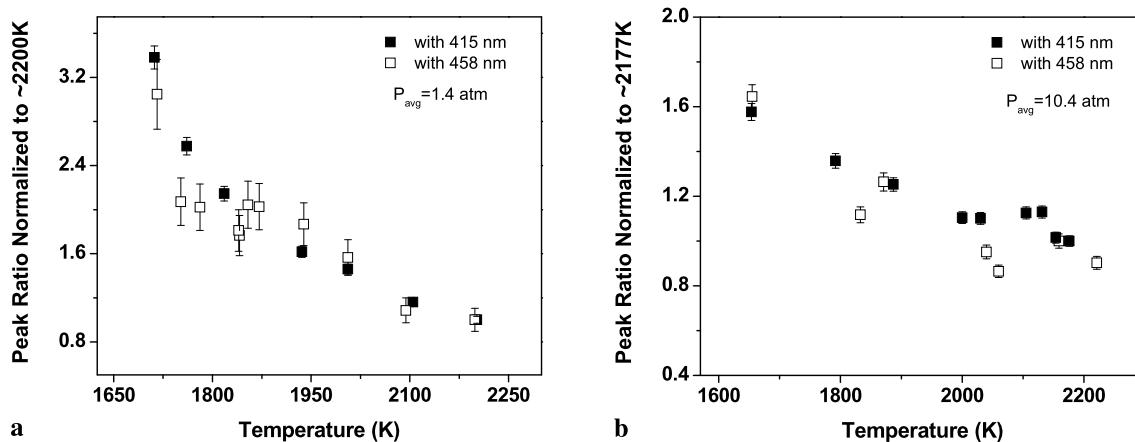 Peak Ratio Normalized to ~2200K
3.2
2.4
1.6
0.8
with 415 nm
with 458 nm
Pavg=1.4 atm
1650 1800 1950 2100 2250
Temperature (K)
a
Peak Ratio Normalized to ~2177K
2.0
1.6
1.2
0.8
0.4
with 415 nm
with 458 nm
Pavg=10.4 atm
1600 1800 2000 2200
Temperature (K)
b